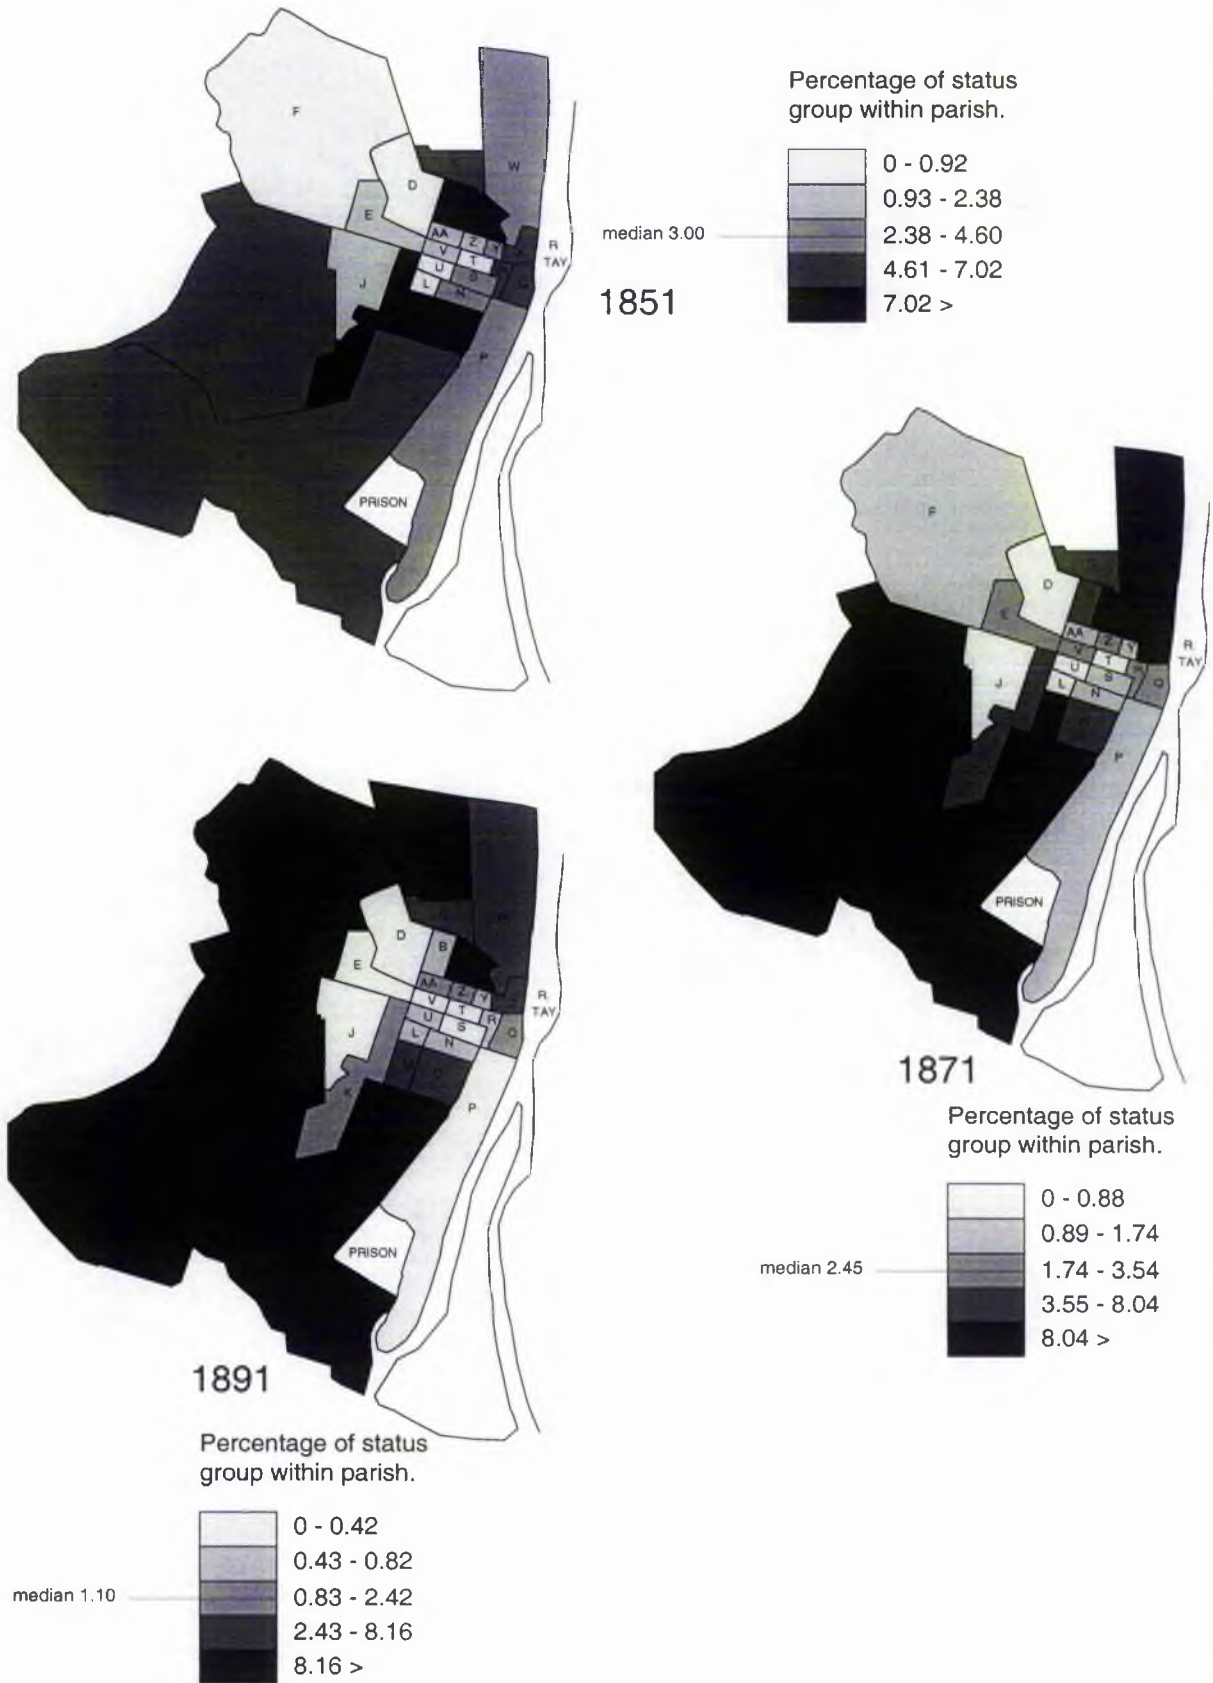 Percentage of status
group within parish.
0 - 0.92
0.93 - 2.38
median 3.00
2.38 - 4.60
4.61 - 7.02
7.02 >
1851
F
W
D
E
AA
Z
Y
V
T
U
S
L
N
J
R.
TAY
P
PRISON
F
D
E
AA
Z
Y
V
T
U
S
L
N
J
Q
R.
TAY
P
PRISON
1871
Percentage of status
group within parish.
0 - 0.88
0.89 - 1.74
median 2.45
1.74 - 3.54
3.55 - 8.04
8.04 >
D
B
E
AA
Z
Y
V
T
R
U
S
Q
L
N
J
K
R.
TAY
P
PRISON
1891
Percentage of status
group within parish.
0 - 0.42
0.43 - 0.82
median 1.10
0.83 - 2.42
2.43 - 8.16
8.16 >